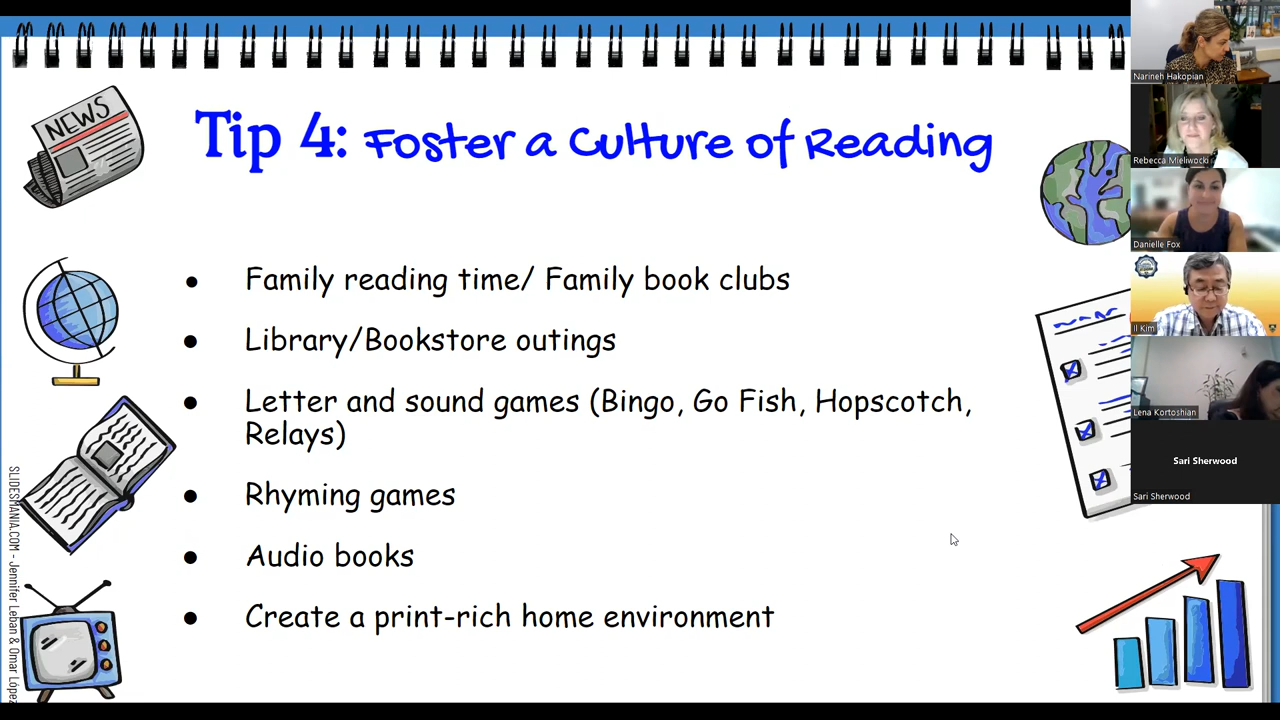 NEWS
Tip 4: Foster a Culture of Reading
● Family reading time/ Family book clubs
● Library/Bookstore outings
● Letter and sound games (Bingo, Go Fish, Hopscotch,
Relays)
● Rhyming games
● Audio books
● Create a print-rich home environment
SLIDESMANIA.COM - Jennifer Leban & Omar López
Narineh Hakopian
Rebecca Mieliwocki
Danielle Fox
Il Kim
Lena Kortoshian
Sari Sherwood
Sari Sherwood